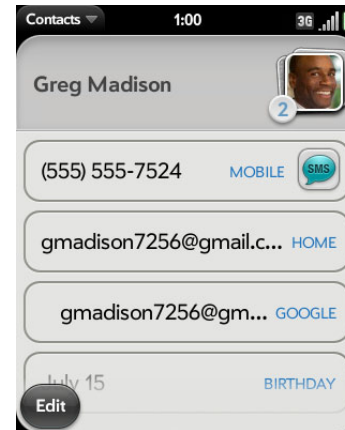 Contacts 1:00 3G
Greg Madison
2
(555) 555-7524 MOBILE SMS
gmadison7256@gmail.c... HOME
gmadison7256@gm... GOOGLE
July 15 BIRTHDAY
Edit